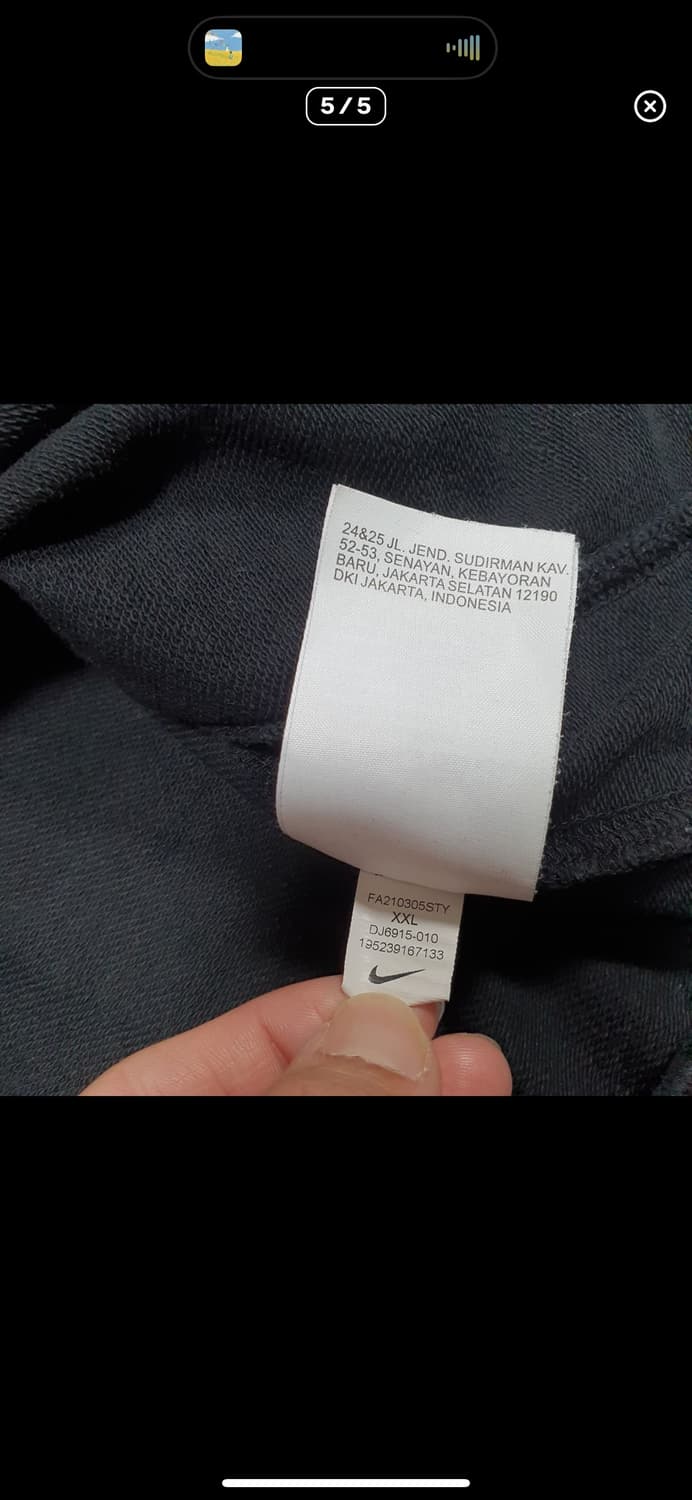 5/5
24&25 JL. JEND. SUDIRMAN KAV.
52-53, SENAYAN, KEBAYORAN
BARU, JAKARTA SELATAN 12190
DKI JAKARTA, INDONESIA
FA210305STY
XXL
DJ6915-010
195239167133